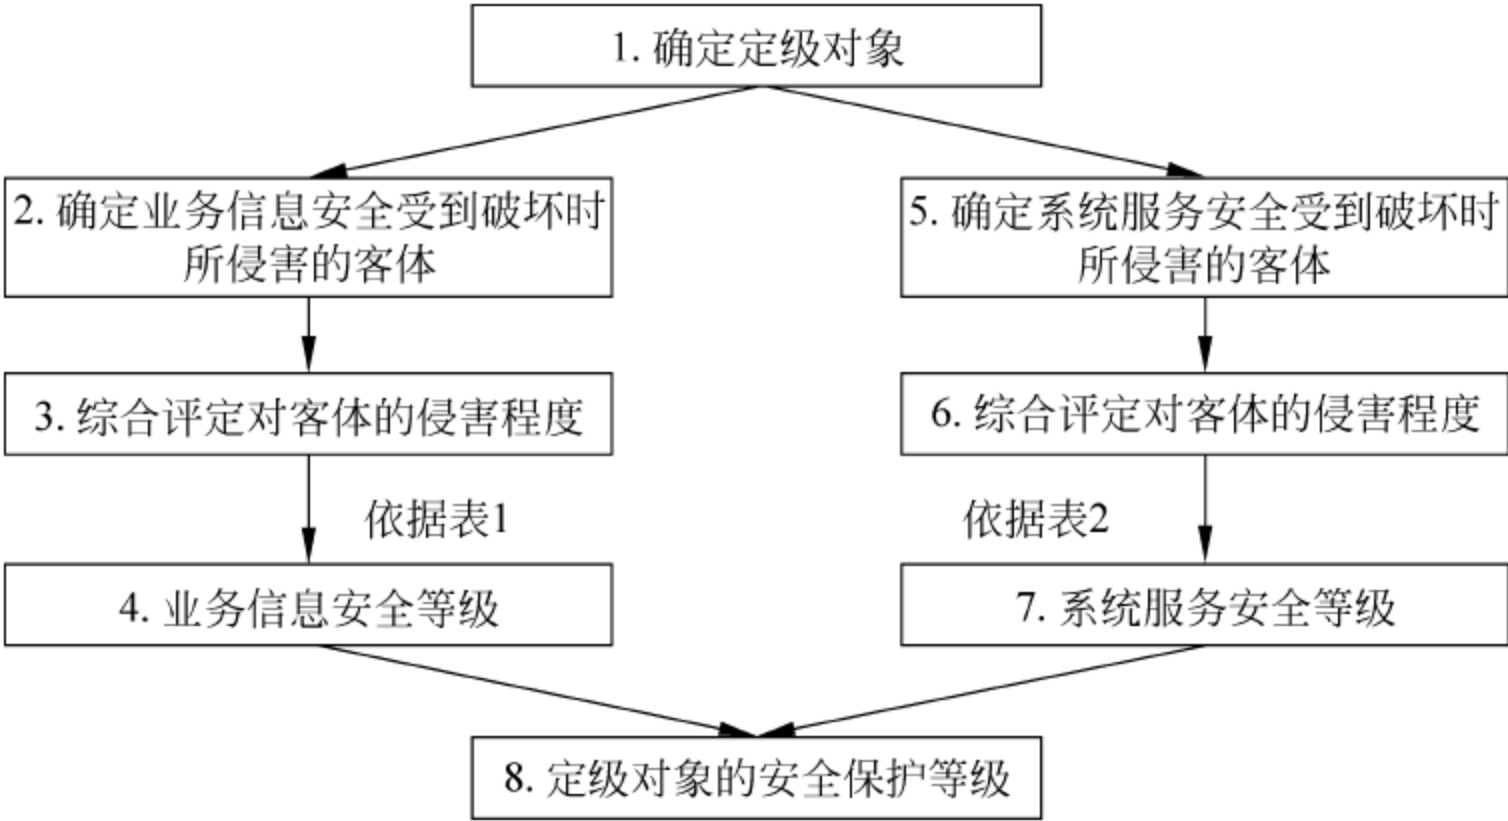 1. 确定定级对象
2. 确定业务信息安全受到破坏时
所侵害的客体
5. 确定系统服务安全受到破坏时
所侵害的客体
3. 综合评定对客体的侵害程度
6. 综合评定对客体的侵害程度
依据表1
依据表2
4. 业务信息安全等级
7. 系统服务安全等级
8. 定级对象的安全保护等级